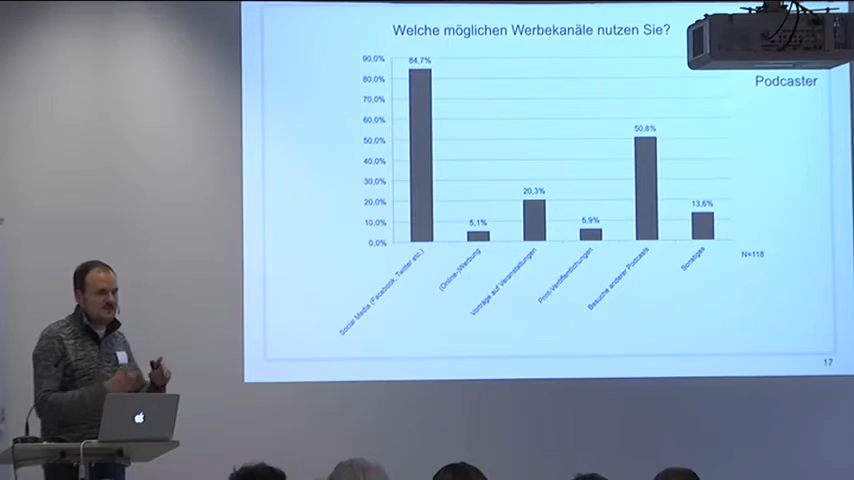 Welche möglichen Werbekanäle nutzen Sie?
Podcaster
90,0%
80,0%
70,0%
60,0%
50,0%
40,0%
30,0%
20,0%
10,0%
0,0%
84,7%
5,1%
20,3%
5,9%
50,8%
13,6%
Social Media (Facebook, Twitter etc.)
(Online-)Werbung
Vorträge auf Veranstaltungen
Print-Veröffentlichungen
Besuche anderer Podcasts
Sonstiges
N=118
17